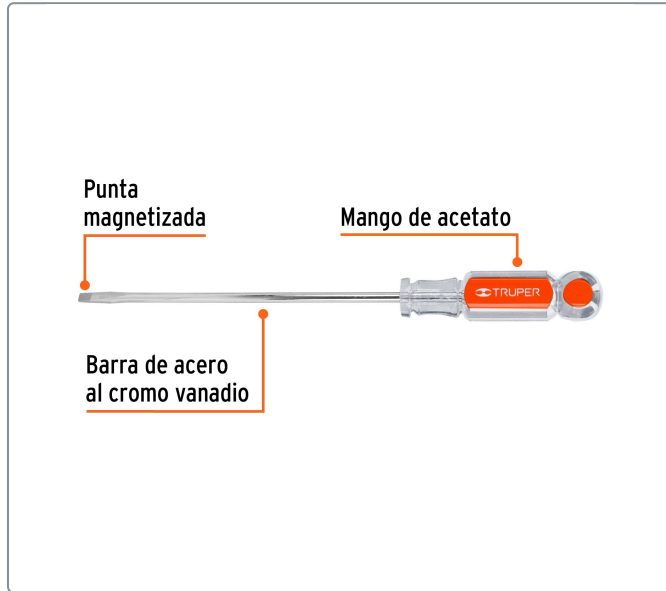 Punta
magnetizada
Mango de acetato
TRUPER
Barra de acero
al cromo vanadio